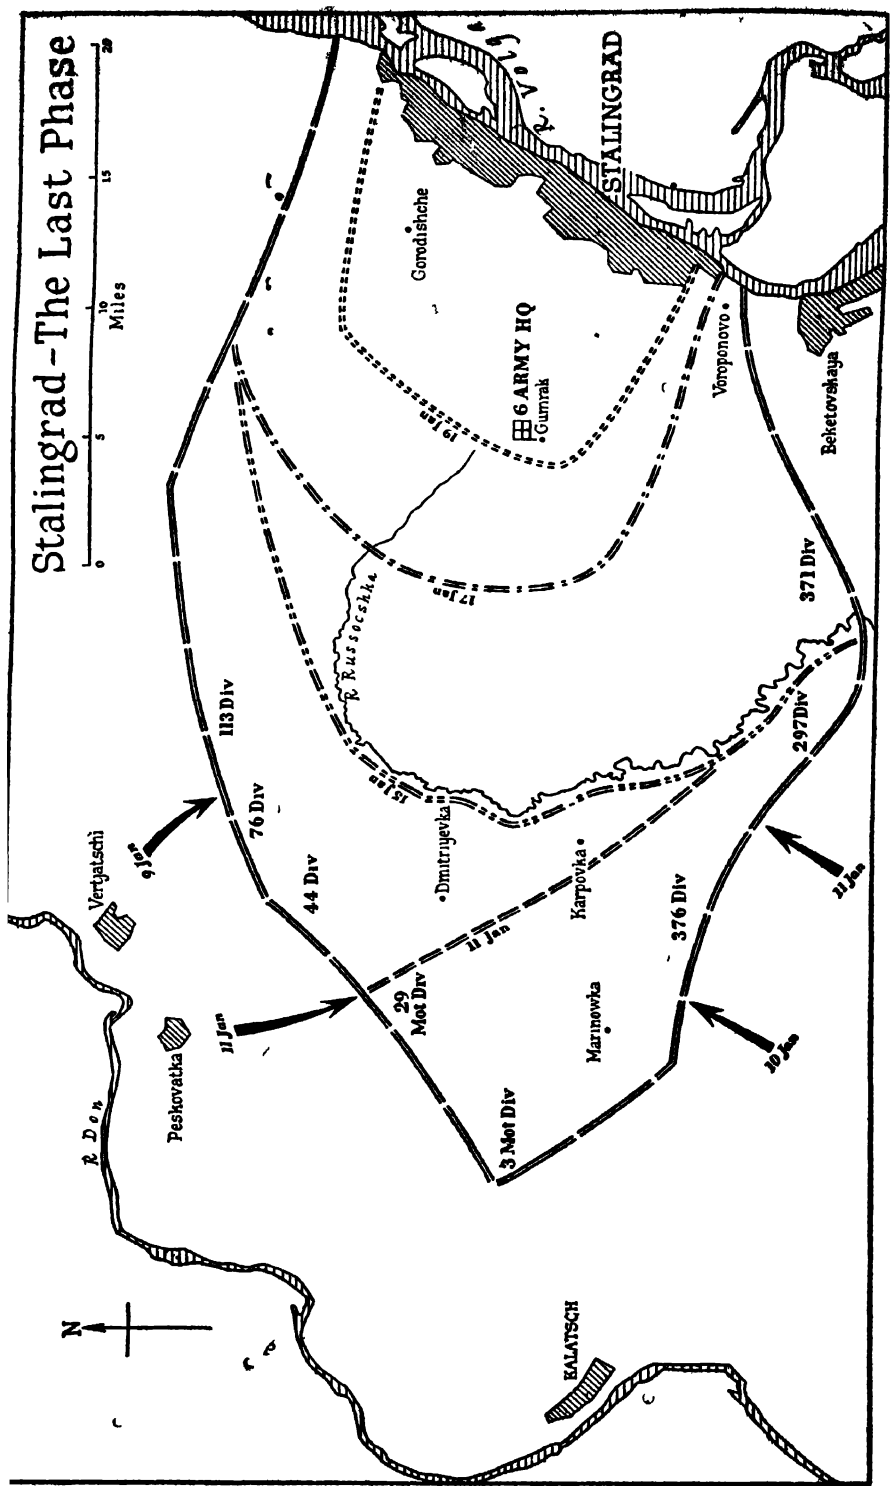 Stalingrad - The Last Phase
0 5 10 15 20
Miles
N
R Don
Vertjatschi
Peskovatka
9 Jan
11 Jan
113 Div
76 Div
44 Div
29
Mot Div
3 Mot Div
R Russocshka
15 Jan
17 Jan
19 Jan
11 Jan
Gorodishche
6 ARMY HQ
Gumrak
R. Volga
STALINGRAD
Dmitriyevka
Karpovka
Marinowka
KALATSCH
376 Div
297 Div
371 Div
Voroponovo
Beketovskaya
10 Jan
11 Jan